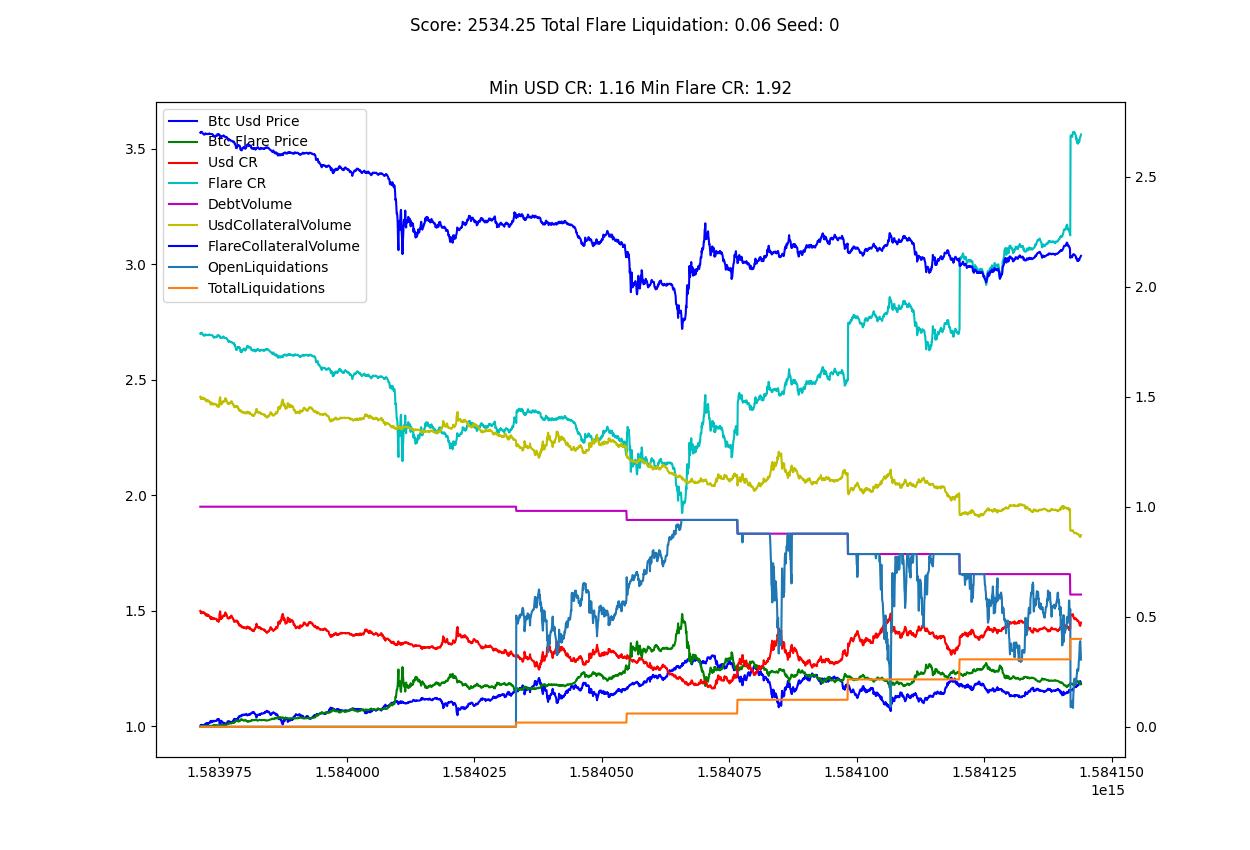 Score: 2534.25 Total Flare Liquidation: 0.06 Seed: 0
Min USD CR: 1.16 Min Flare CR: 1.92
Btc Usd Price
Btc Flare Price
Usd CR
Flare CR
DebtVolume
UsdCollateralVolume
FlareCollateralVolume
OpenLiquidations
TotalLiquidations
3.5
3.0
2.5
2.0
1.5
1.0
2.5
2.0
1.5
1.0
0.5
0.0
1.583975 1.584000 1.584025 1.584050 1.584075 1.584100 1.584125 1.584150
1e15